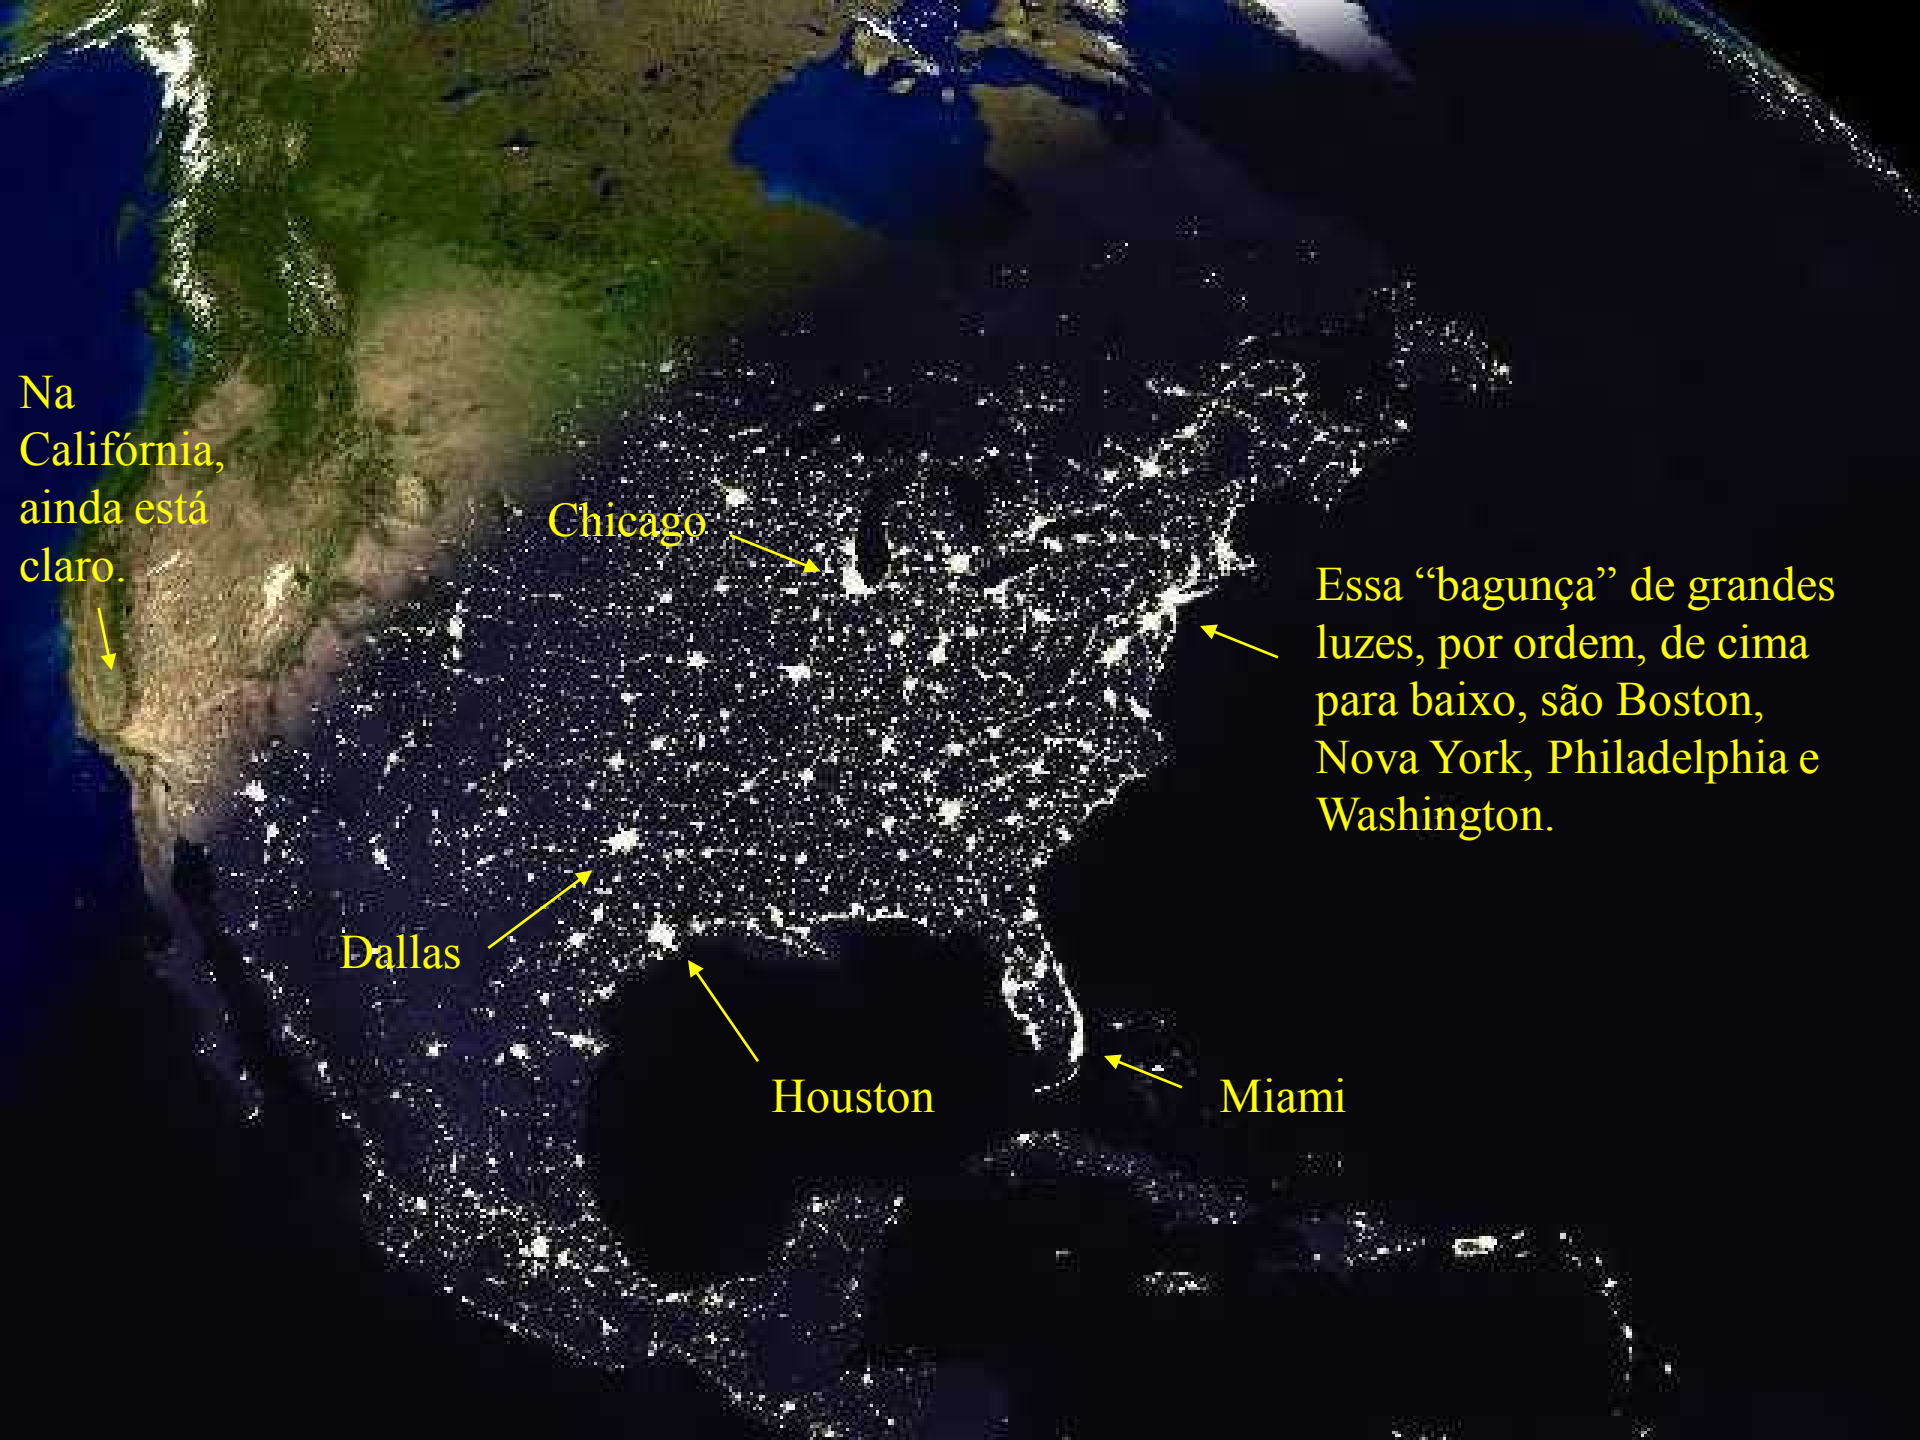 Na
Califórnia,
ainda está
claro.
Chicago
Essa “bagunça” de grandes
luzes, por ordem, de cima
para baixo, são Boston,
Nova York, Philadelphia e
Washington.
Dallas
Houston
Miami